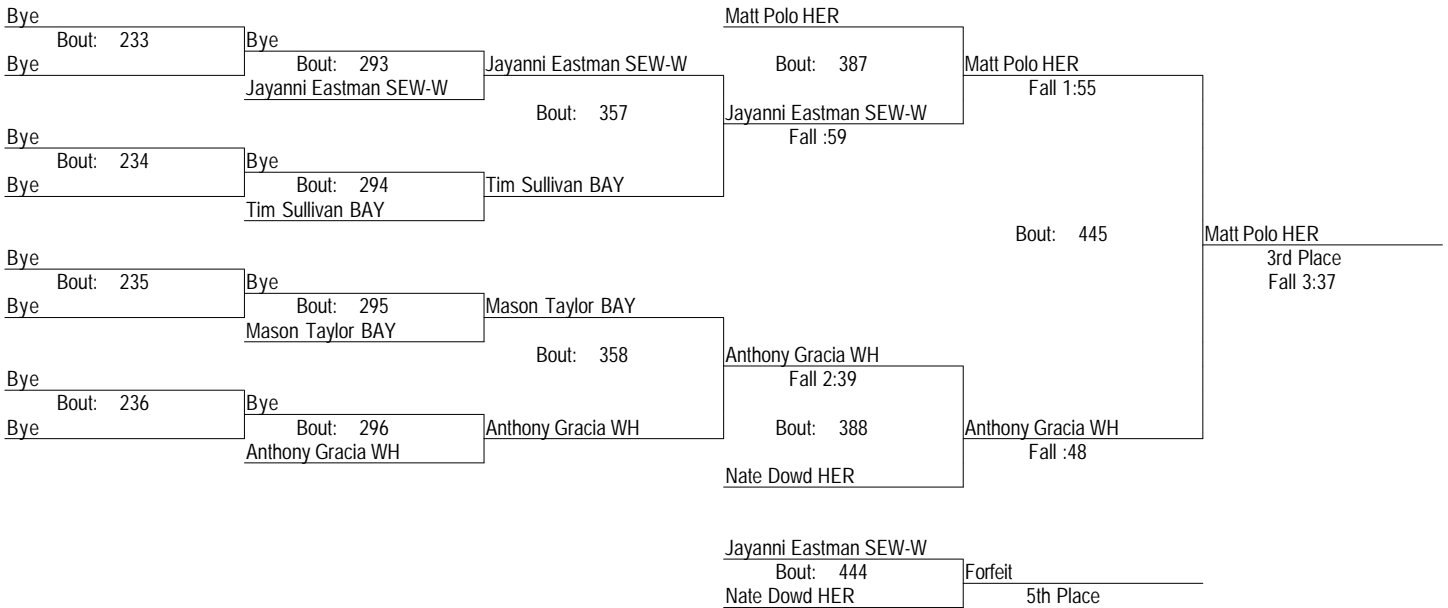 Bye
Bout: 233
Bye
Bye
Bout: 293
Jayanni Eastman SEW-W
Jayanni Eastman SEW-W
Bout: 357
Bye
Bout: 234
Bye
Bye
Bout: 294
Tim Sullivan BAY
Tim Sullivan BAY
Bye
Bout: 235
Bye
Bye
Bout: 295
Mason Taylor BAY
Mason Taylor BAY
Bout: 358
Bye
Bout: 236
Bye
Bye
Bout: 296
Anthony Gracia WH
Anthony Gracia WH
Matt Polo HER
Bout: 387
Jayanni Eastman SEW-W
Fall :59
Matt Polo HER
Fall 1:55
Anthony Gracia WH
Fall 2:39
Bout: 388
Nate Dowd HER
Anthony Gracia WH
Fall :48
Bout: 445
Matt Polo HER
3rd Place
Fall 3:37
Jayanni Eastman SEW-W
Bout: 444
Nate Dowd HER
Forfeit
5th Place